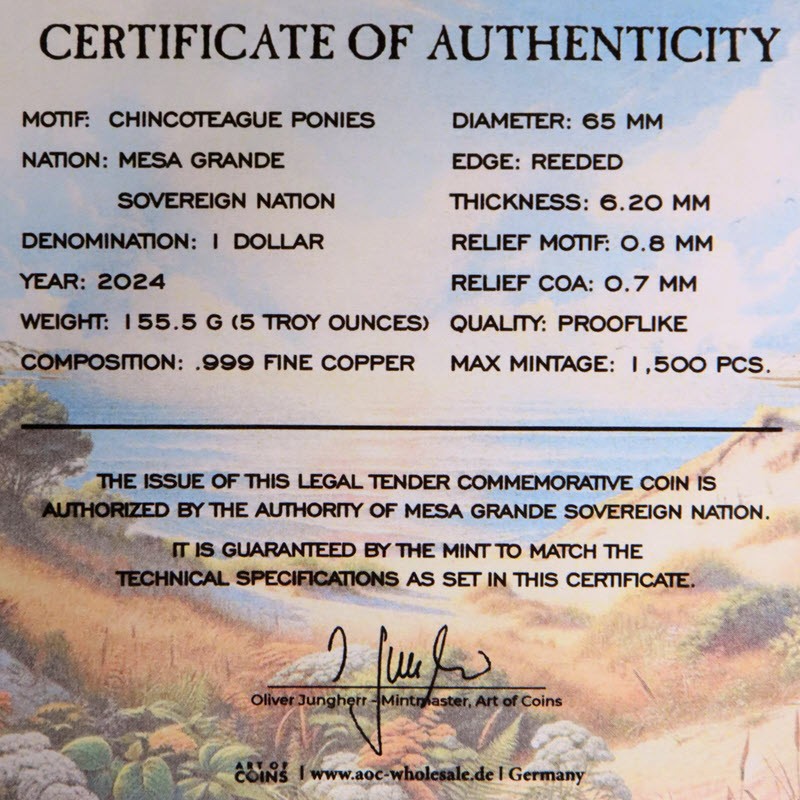 CERTIFICATE OF AUTHENTICITY
MOTIF: CHINCOTEAGUE PONIES
NATION: MESA GRANDE
SOVEREIGN NATION
DENOMINATION: 1 DOLLAR
YEAR: 2024
WEIGHT: 155.5 G (5 TROY OUNCES)
COMPOSITION: .999 FINE COPPER
DIAMETER: 65 MM
EDGE: REEDED
THICKNESS: 6.20 MM
RELIEF MOTIF: 0.8 MM
RELIEF COA: 0.7 MM
QUALITY: PROOFLIKE
MAX MINTAGE: 1,500 PCS.
THE ISSUE OF THIS LEGAL TENDER COMMEMORATIVE COIN IS
AUTHORIZED BY THE AUTHORITY OF MESA GRANDE SOVEREIGN NATION.
IT IS GUARANTEED BY THE MINT TO MATCH THE
TECHNICAL SPECIFICATIONS AS SET IN THIS CERTIFICATE.
Oliver Jungherr - Mintmaster, Art of Coins
ART OF COINS | www.aoc-wholesale.de | Germany